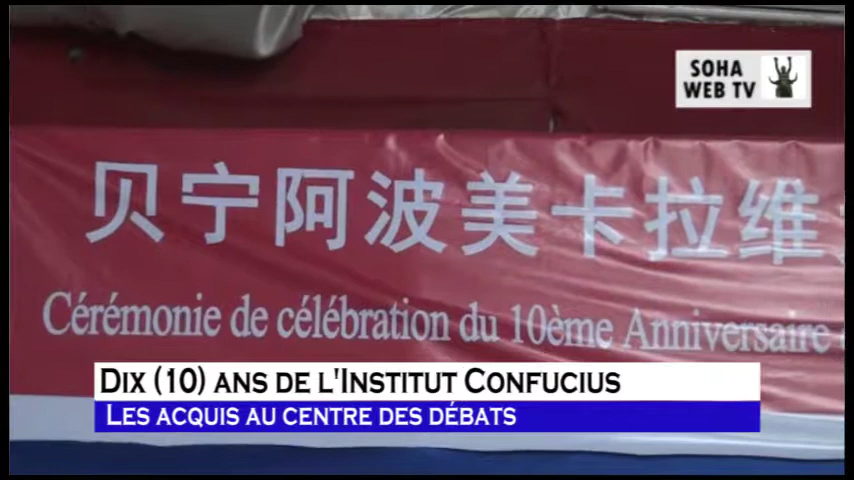 SOHA
WEB TV
贝宁阿波美卡拉维
Cérémonie de célébration du 10ème Anniversaire
DIX (10) ANS DE L'INSTITUT CONFUCIUS
LES ACQUIS AU CENTRE DES DÉBATS